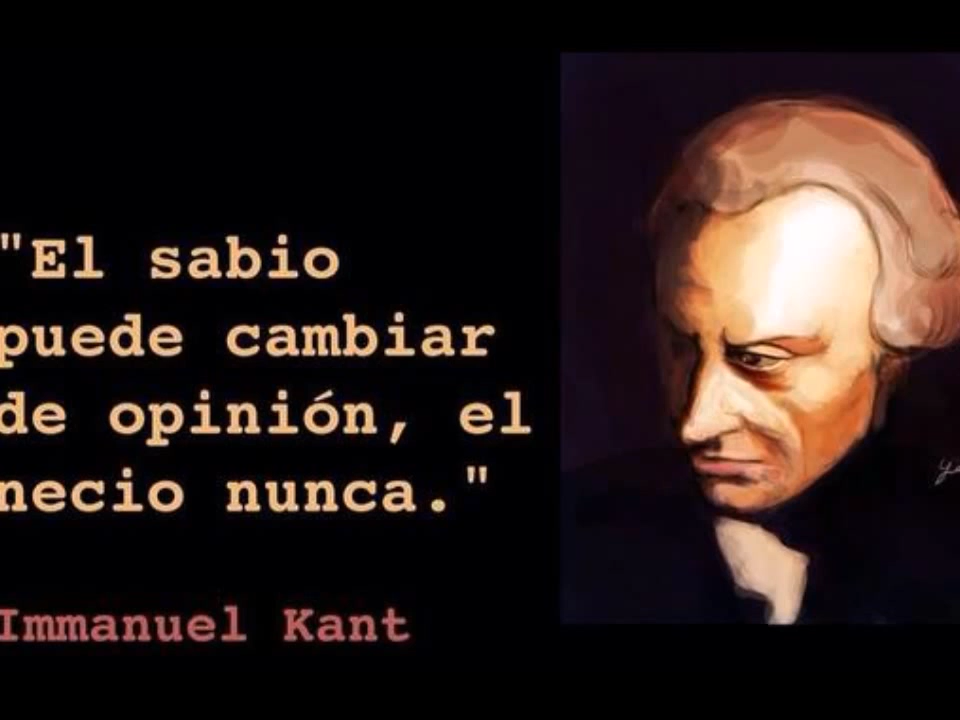 "El sabio
puede cambiar
de opinión, el
necio nunca."
Immanuel Kant